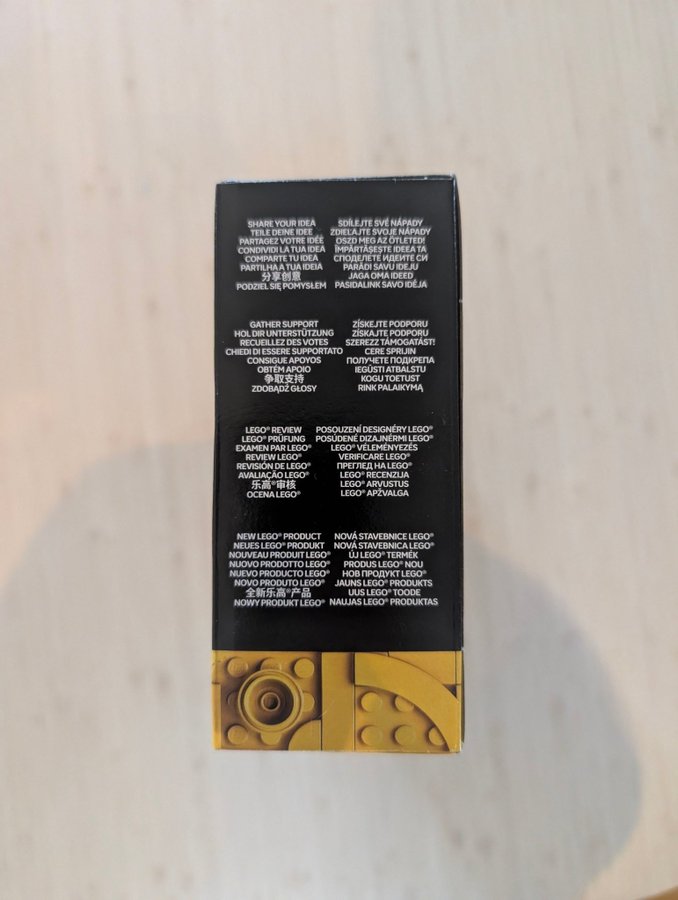 SHARE YOUR IDEA
TEILE DEINE IDEE
PARTAGEZ VOTRE IDÉE
CONDIVIDI LA TUA IDEA
COMPARTE TU IDEA
PARTILHA A TUA IDEIA
分享创意
PODZIEL SIĘ POMYSŁEM
SDÍLEJTE SVÉ NÁPADY
ZDIEĽAJTE SVOJE NÁPADY
OSZD MEG AZ ÖTLETED!
ÎMPĂRTĂȘEȘTE IDEEA TA
СПОДЕЛЕТЕ ИДЕИТЕ СИ
PARĀDI SAVU IDEJU
JAGA OMA IDEED
PASIDALINK SAVO IDĖJA
GATHER SUPPORT
HOL DIR UNTERSTÜTZUNG
RECUEILLEZ DES VOTES
CHIEDI DI ESSERE SUPPORTATO
CONSIGUE APOYOS
OBTÉM APOIO
争取支持
ZDOBĄDŹ GŁOSY
ZÍSKEJTE PODPORU
ZÍSKAJTE PODPORU
SZEREZZ TÁMOGATÁST!
CERE SPRIJIN
ПОЛУЧЕТЕ ПОДКРЕПА
IEGŪSTI ATBALSTU
KOGU TOETUST
RINK PALAIKYMĄ
LEGO® REVIEW
LEGO® PRÜFUNG
EXAMEN PAR LEGO®
REVIEW LEGO®
REVISIÓN DE LEGO®
AVALIAÇÃO LEGO®
乐高®审核
OCENA LEGO®
POSOUZENÍ DESIGNÉRY LEGO®
POSÚDENÉ DIZAJNÉRMI LEGO®
LEGO® VÉLEMÉNYEZÉS
VERIFICARE LEGO®
ПРЕГЛЕД НА LEGO®
LEGO® RECENZIJA
LEGO® ARVUSTUS
LEGO® APŽVALGA
NEW LEGO® PRODUCT
NEUES LEGO® PRODUKT
NOUVEAU PRODUIT LEGO®
NUOVO PRODOTTO LEGO®
NUEVO PRODUCTO LEGO®
NOVO PRODUTO LEGO®
全新乐高®产品
NOWY PRODUKT LEGO®
NOVÁ STAVEBNICE LEGO®
NOVÁ STAVEBNICA LEGO®
ÚJ LEGO® TERMÉK
PRODUS LEGO® NOU
НОВ ПРОДУКТ LEGO®
JAUNS LEGO® PRODUKTS
UUS LEGO® TOODE
NAUJAS LEGO® PRODUKTAS